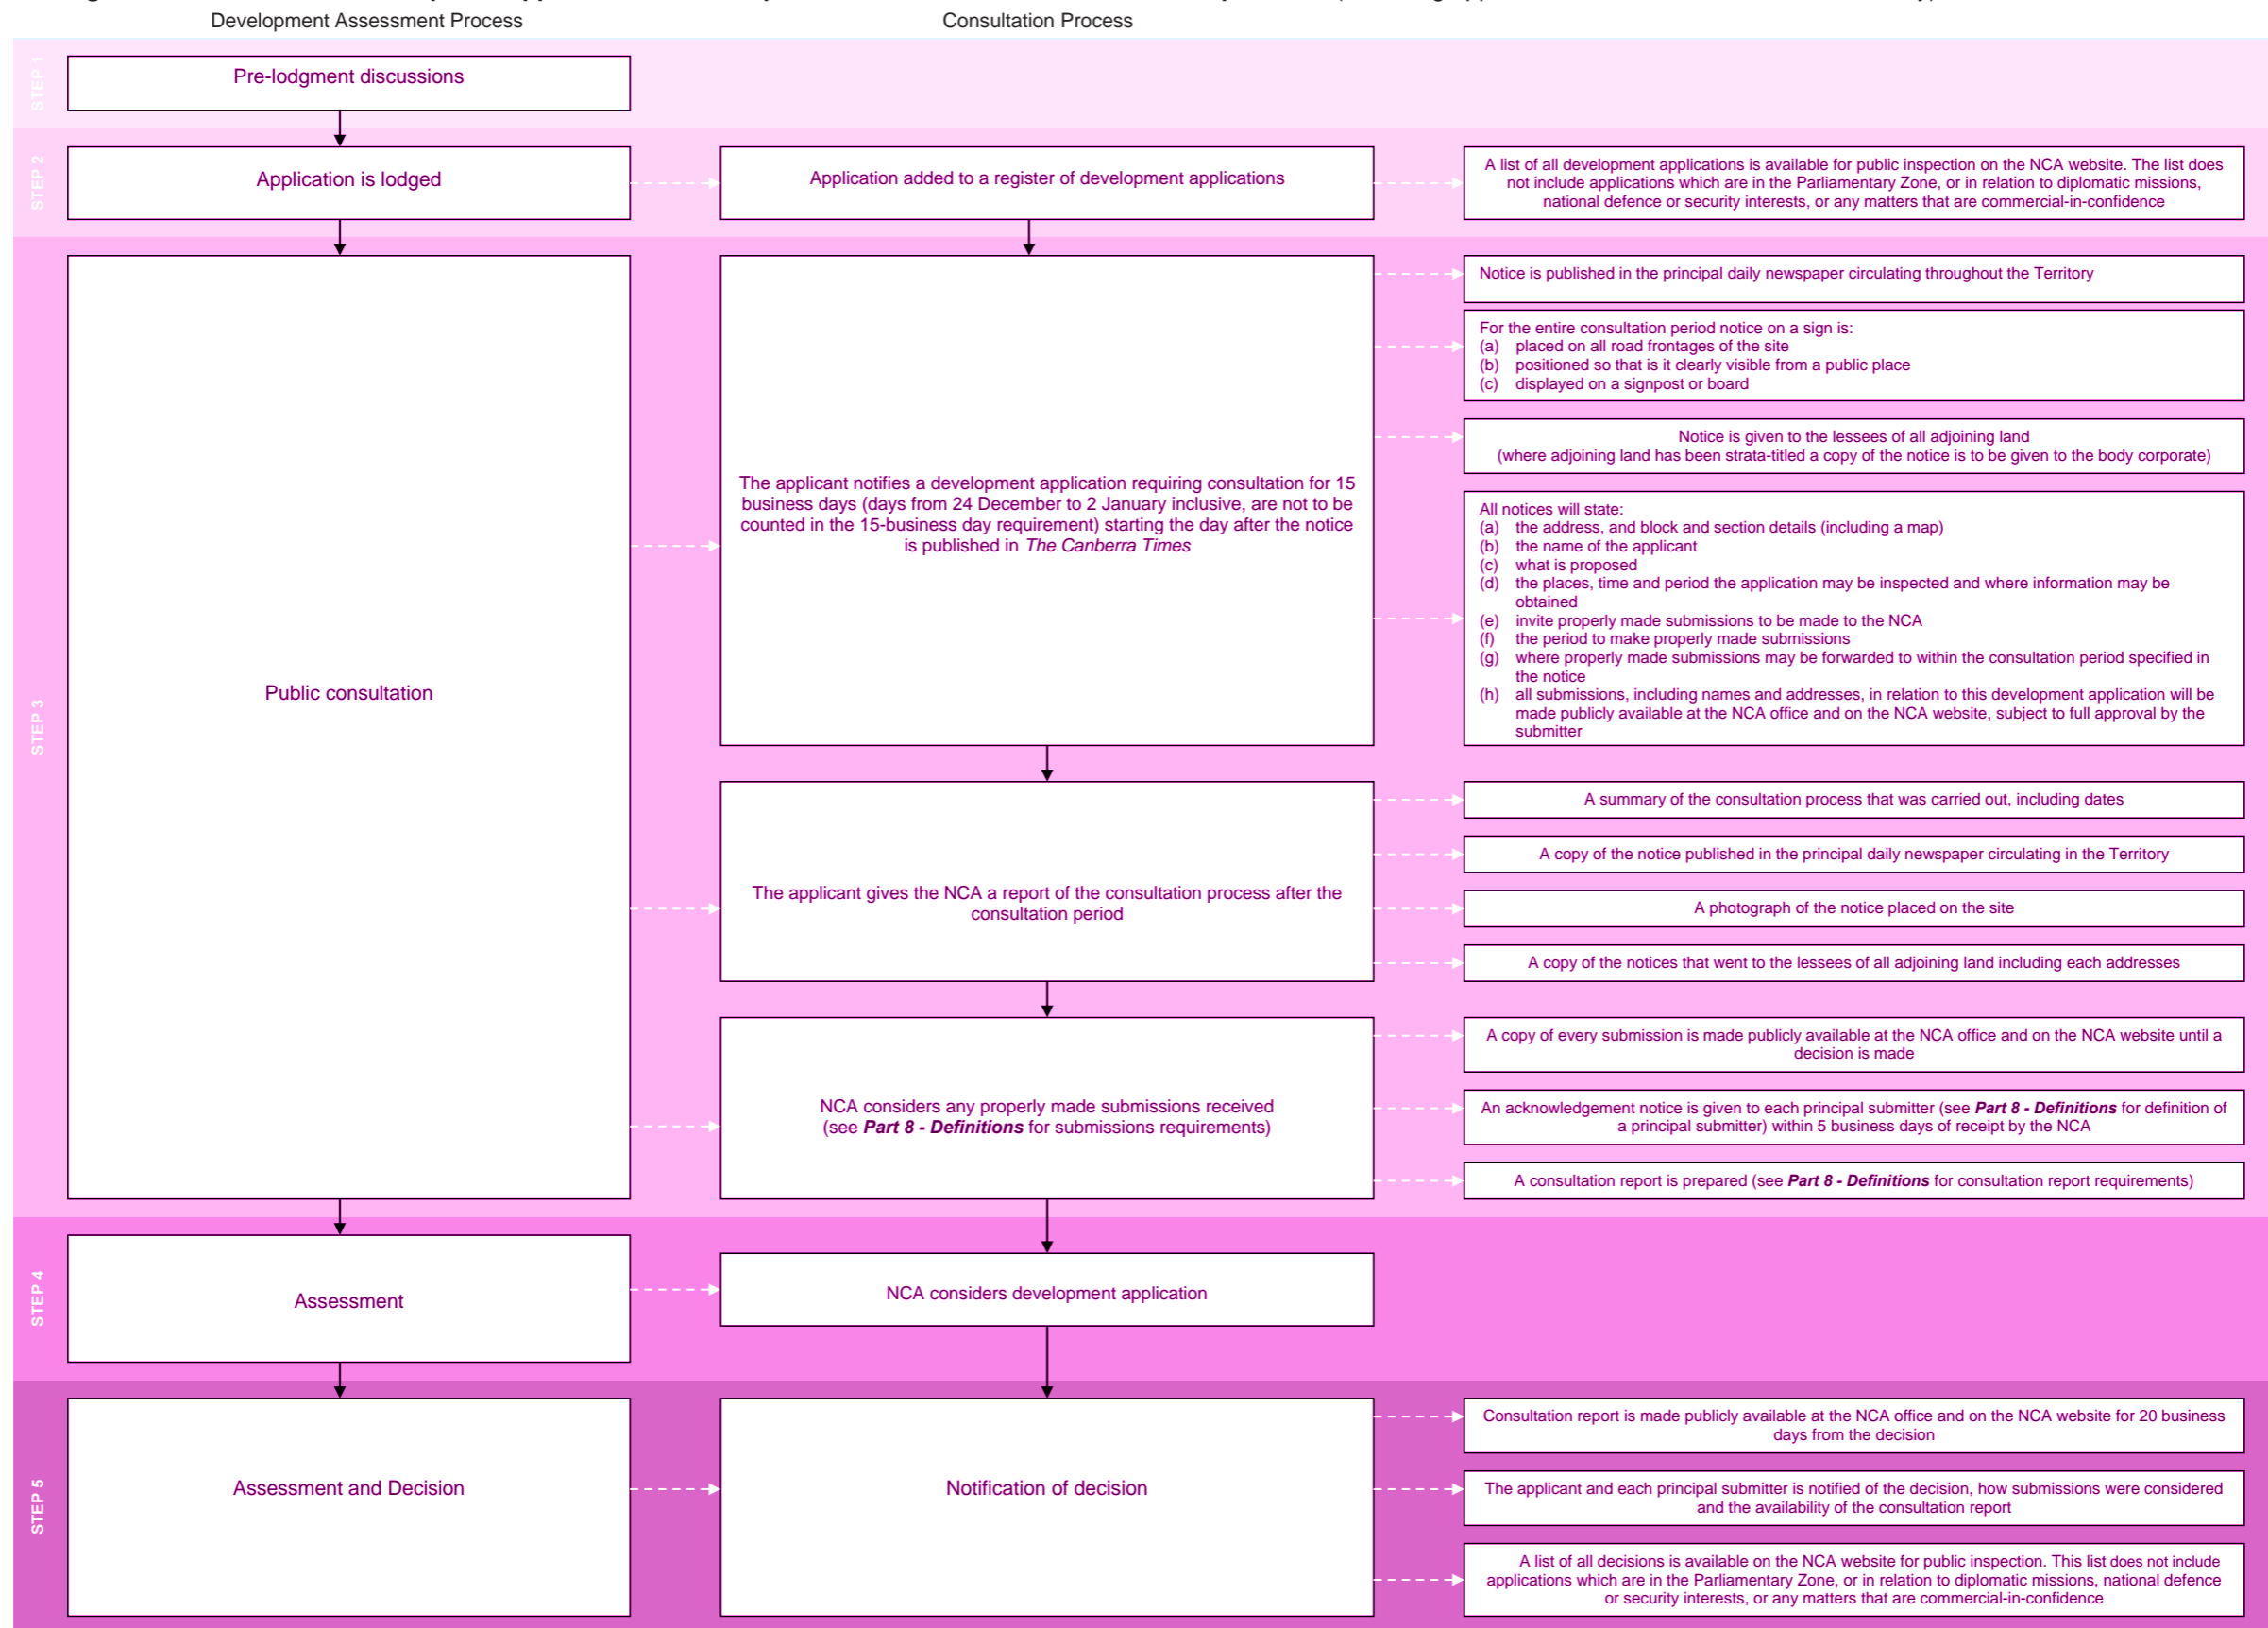 Development Assessment Process
Consultation Process
STEP 1
Pre-lodgment discussions
STEP 2
Application is lodged
Application added to a register of development applications
A list of all development applications is available for public inspection on the NCA website. The list does
not include applications which are in the Parliamentary Zone, or in relation to diplomatic missions,
national defence or security interests, or any matters that are commercial-in-confidence
STEP 3
Public consultation
The applicant notifies a development application requiring consultation for 15
business days (days from 24 December to 2 January inclusive, are not to be
counted in the 15-business day requirement) starting the day after the notice
is published in The Canberra Times
Notice is published in the principal daily newspaper circulating throughout the Territory
For the entire consultation period notice on a sign is:
(a) placed on all road frontages of the site
(b) positioned so that is it clearly visible from a public place
(c) displayed on a signpost or board
Notice is given to the lessees of all adjoining land
(where adjoining land has been strata-titled a copy of the notice is to be given to the body corporate)
All notices will state:
(a) the address, and block and section details (including a map)
(b) the name of the applicant
(c) what is proposed
(d) the places, time and period the application may be inspected and where information may be
obtained
(e) invite properly made submissions to be made to the NCA
(f) the period to make properly made submissions
(g) where properly made submissions may be forwarded to within the consultation period specified in
the notice
(h) all submissions, including names and addresses, in relation to this development application will be
made publicly available at the NCA office and on the NCA website, subject to full approval by the
submitter
The applicant gives the NCA a report of the consultation process after the
consultation period
A summary of the consultation process that was carried out, including dates
A copy of the notice published in the principal daily newspaper circulating in the Territory
A photograph of the notice placed on the site
A copy of the notices that went to the lessees of all adjoining land including each addresses
NCA considers any properly made submissions received
(see Part 8 - Definitions for submissions requirements)
A copy of every submission is made publicly available at the NCA office and on the NCA website until a
decision is made
An acknowledgement notice is given to each principal submitter (see Part 8 - Definitions for definition of
a principal submitter) within 5 business days of receipt by the NCA
A consultation report is prepared (see Part 8 - Definitions for consultation report requirements)
STEP 4
Assessment
NCA considers development application
STEP 5
Assessment and Decision
Notification of decision
Consultation report is made publicly available at the NCA office and on the NCA website for 20 business
days from the decision
The applicant and each principal submitter is notified of the decision, how submissions were considered
and the availability of the consultation report
A list of all decisions is available on the NCA website for public inspection. This list does not include
applications which are in the Parliamentary Zone, or in relation to diplomatic missions, national defence
or security interests, or any matters that are commercial-in-confidence